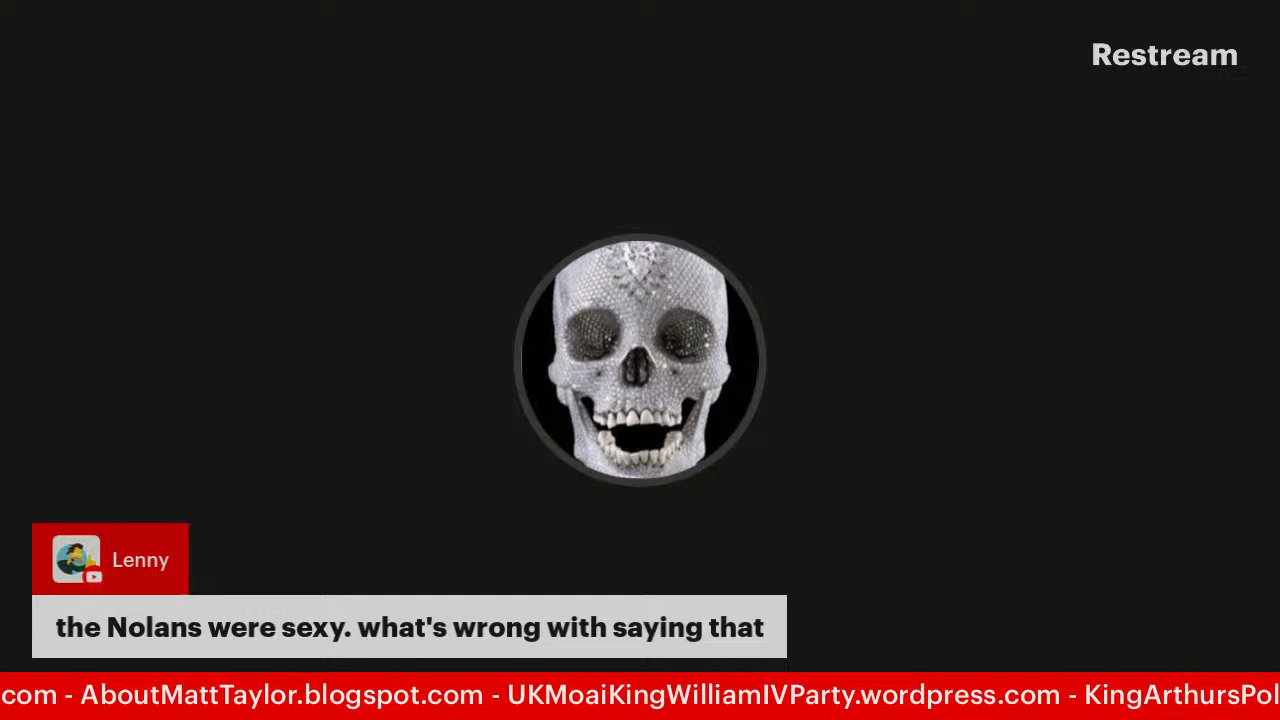 Restream
Lenny
the Nolans were sexy. what's wrong with saying that
com - AboutMattTaylor.blogspot.com - UKMoaiKingWilliamIVParty.wordpress.com - KingArthursPol